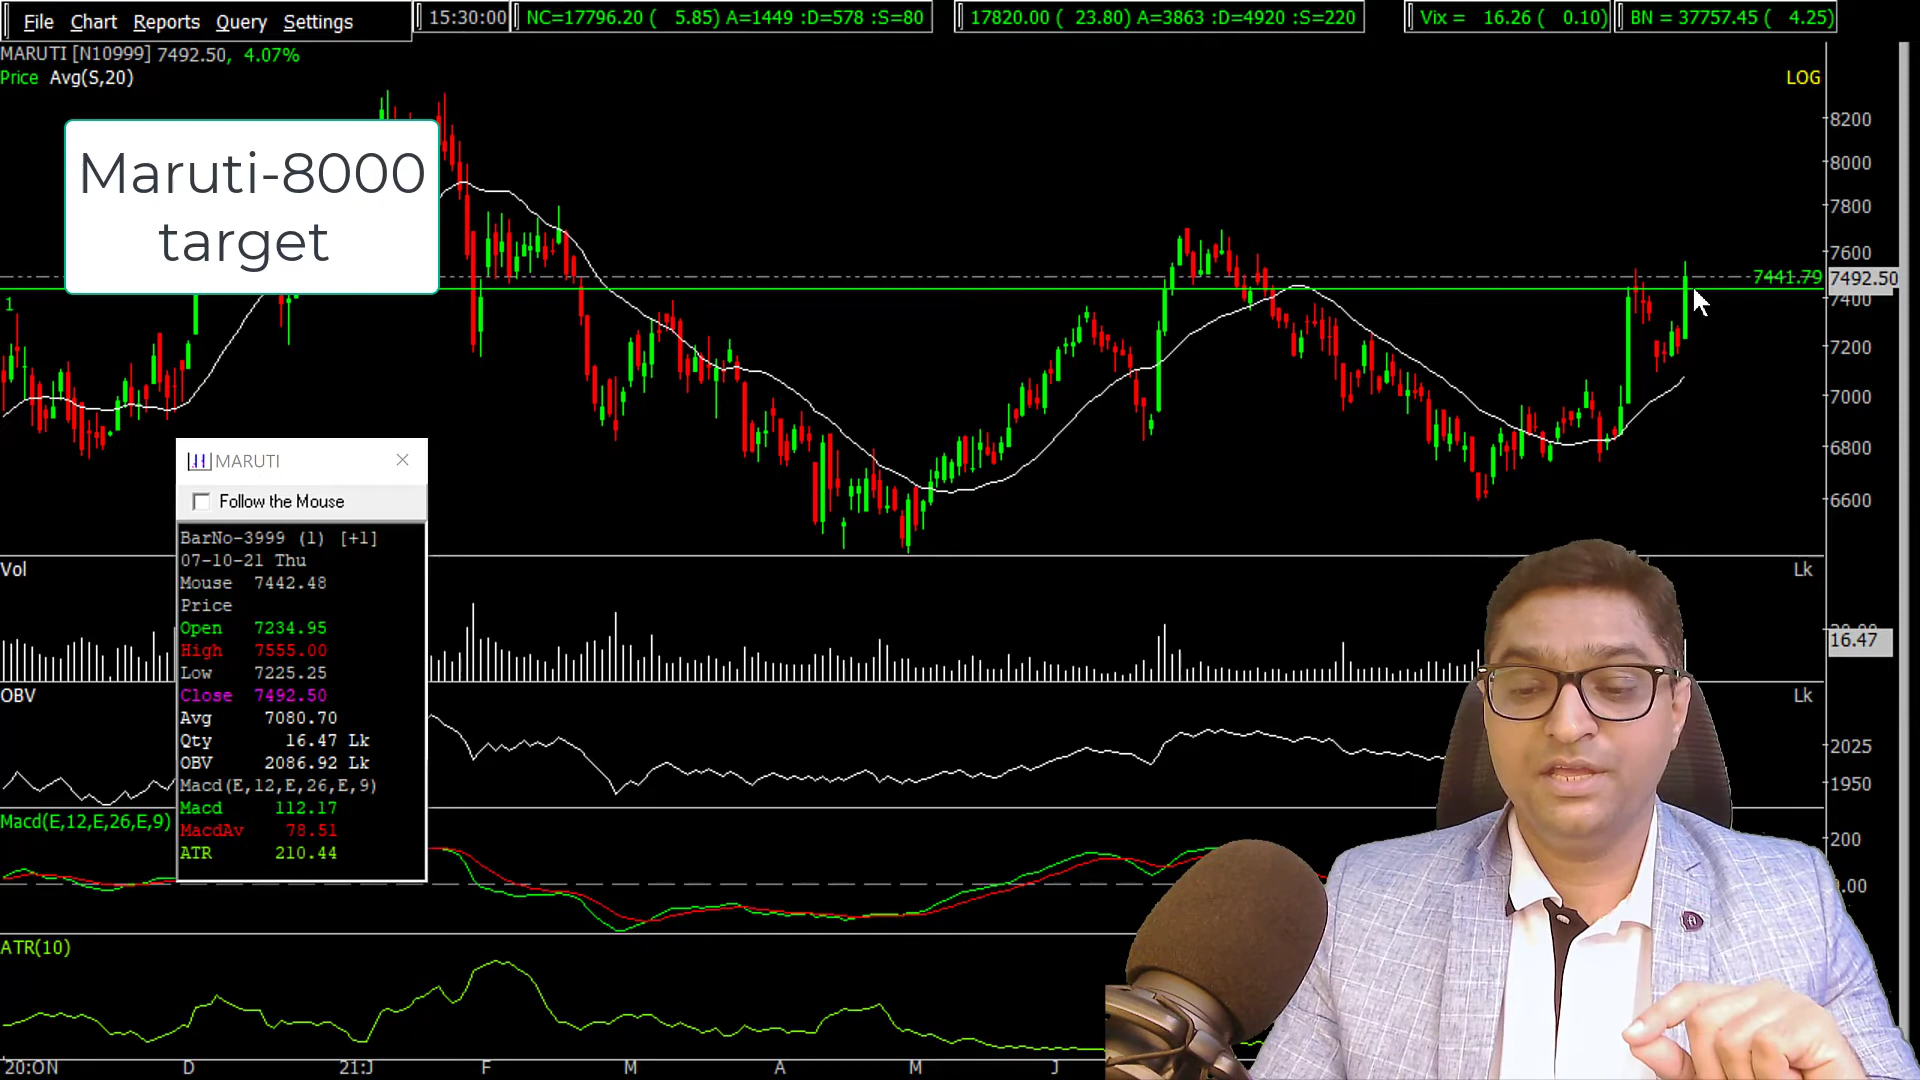 File Chart Reports Query Settings
15:30:00 NC=17796.20 ( 5.85) A=1449 :D=578 :S=80
17820.00 ( 23.80) A=3863 :D=4920 :S=220
Vix = 16.26 ( 0.10)
BN = 37757.45 ( 4.25)
MARUTI [N10999] 7492.50, 4.07%
Price Avg(S,20)
LOG
Maruti-8000
target
8200
8000
7800
7600
7441.79
7492.50
7400
7200
7000
6800
6600
1
MARUTI
Follow the Mouse
BarNo-3999 (1) [+1]
07-10-21 Thu
Mouse 7442.48
Price
Open 7234.95
High 7555.00
Low 7225.25
Close 7492.50
Avg 7080.70
Qty 16.47 Lk
OBV 2086.92 Lk
Macd(E,12,E,26,E,9)
Macd 112.17
MacdAv 78.51
ATR 210.44
Vol
Lk
16.47
OBV
Lk
2025
1950
Macd(E,12,E,26,E,9)
200
ATR(10)
20:ON D 21:J F M A M J